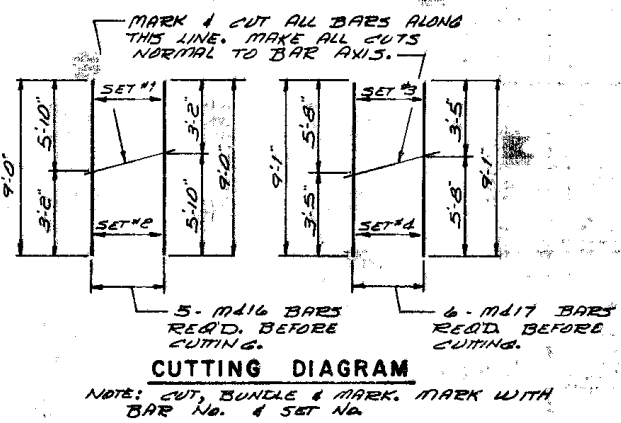 MARK & CUT ALL BARS ALONG
THIS LINE. MAKE ALL CUTS
NORMAL TO BAR AXIS.
SET #1
SET #3
9'-0"
5'-10"
3'-2"
3'-2"
5'-10"
9'-0"
9'-1"
5'-8"
3'-5"
3'-5"
5'-8"
9'-1"
SET #2
SET #4
5 - M416 BARS
REQ'D. BEFORE
CUTTING.
6 - M417 BARS
REQ'D. BEFORE
CUTTING.
CUTTING DIAGRAM
NOTE: CUT, BUNDLE & MARK. MARK WITH
BAR No. & SET No.